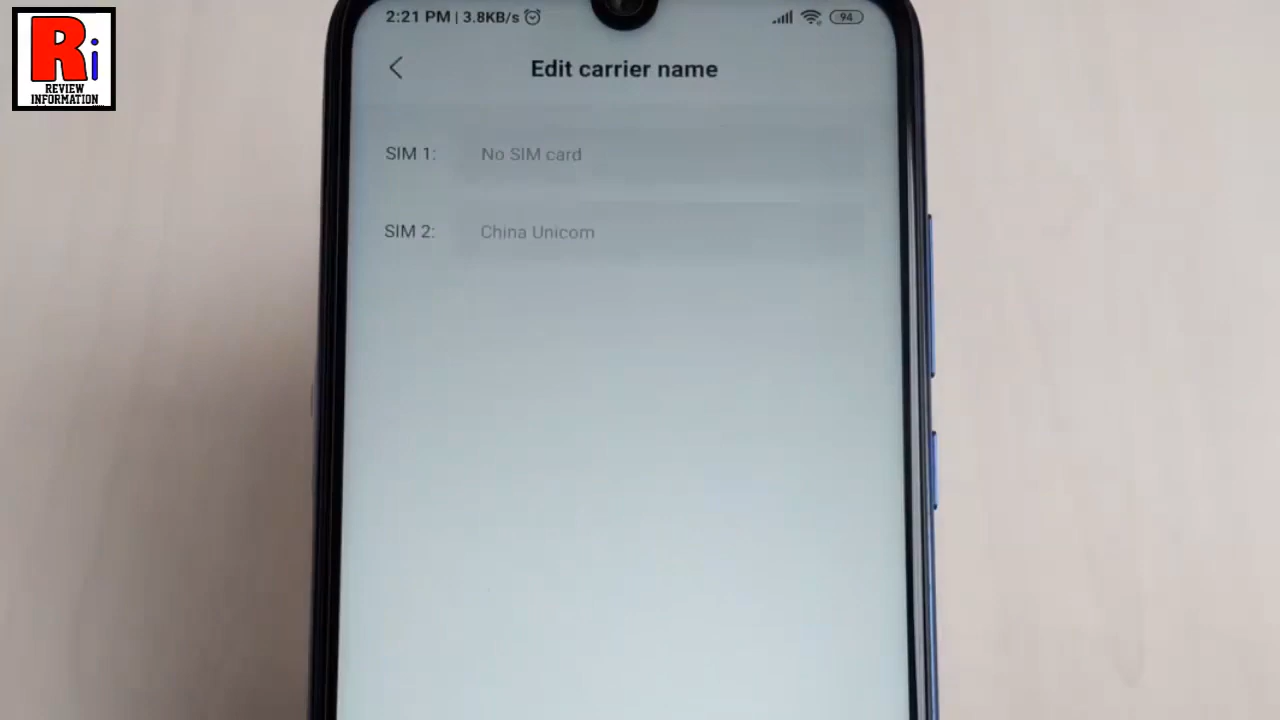 Ri
REVIEW
INFORMATION
2:21 PM | 3.8KB/s
94
Edit carrier name
SIM 1: No SIM card
SIM 2: China Unicom